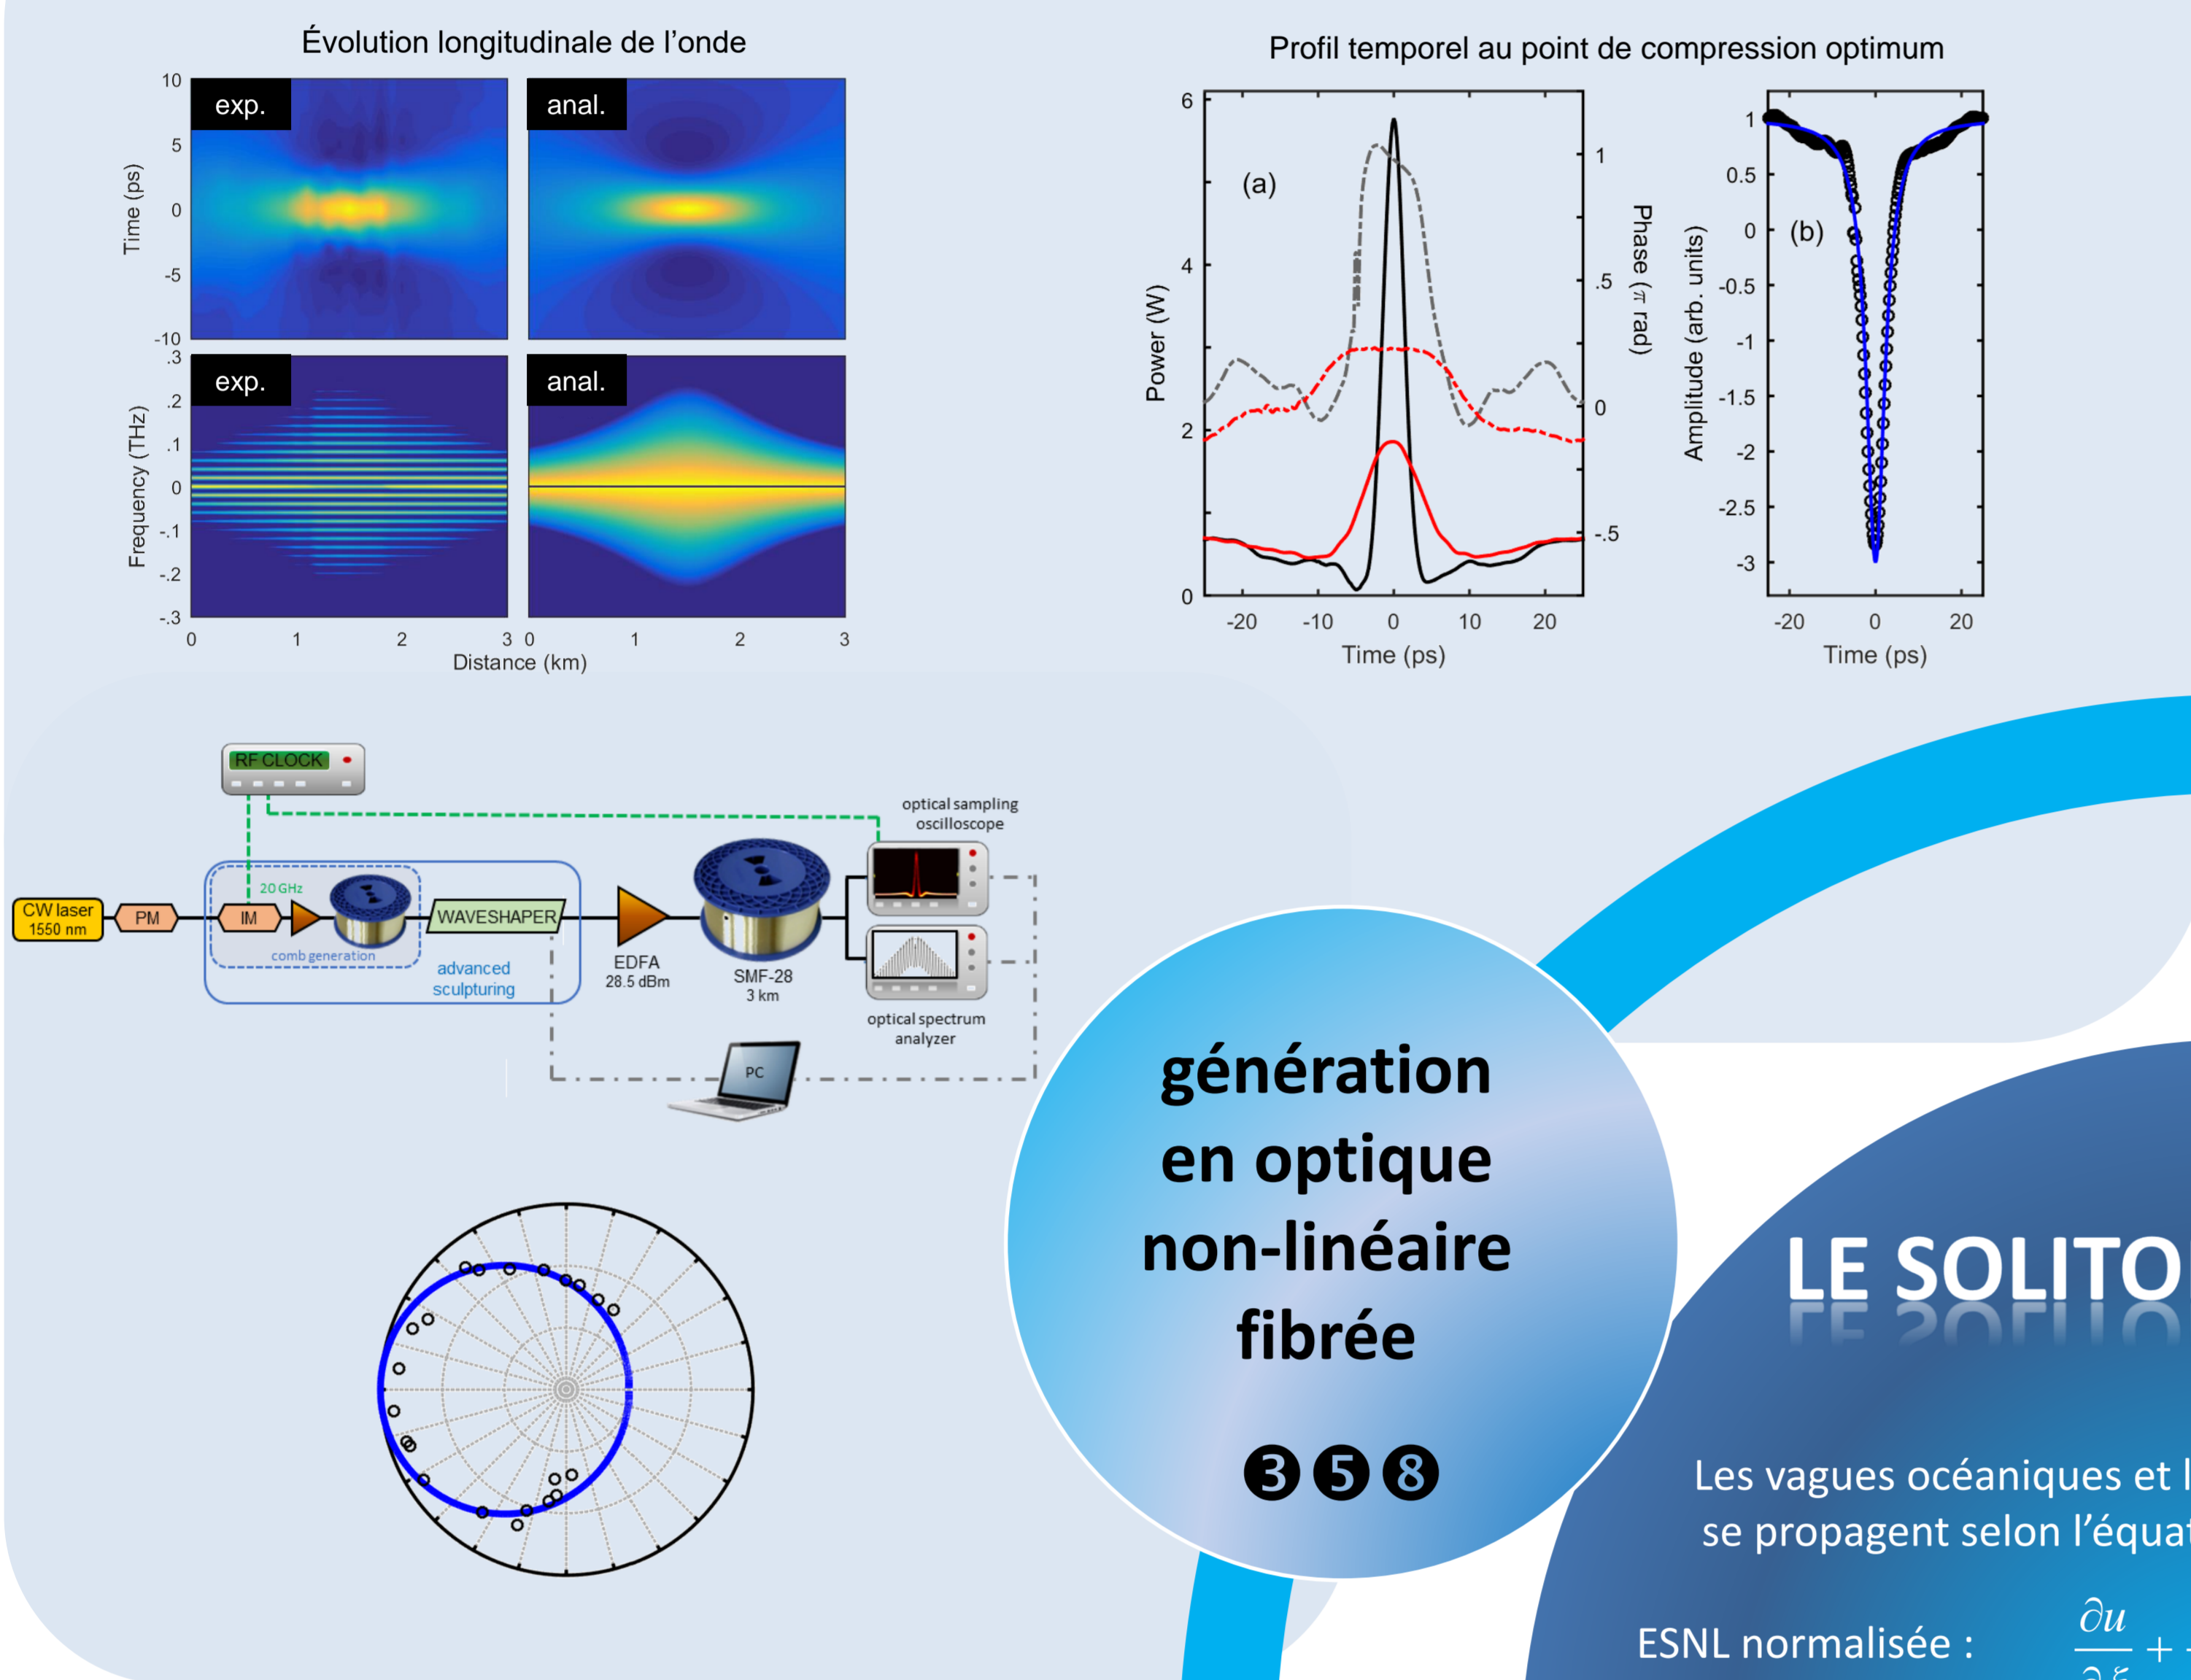 Évolution longitudinale de l'onde
exp.
anal.
10
5
0
-5
-10
Time (ps)
exp.
anal.
.3
.2
.1
0
-.1
-.2
-.3
Frequency (THz)
0 1 2 3
0 1 2 3
Distance (km)
Profil temporel au point de compression optimum
(a)
6
4
2
0
Power (W)
1
.5
0
-.5
Phase (π rad)
-20 -10 0 10 20
Time (ps)
(b)
1
0.5
0
-0.5
-1
-1.5
-2
-2.5
-3
Amplitude (arb. units)
-20 0 20
Time (ps)
RF CLOCK
optical sampling
oscilloscope
20 GHz
CW laser
1550 nm
PM
IM
WAVESHAPER
comb generation
advanced
sculpturing
EDFA
28.5 dBm
SMF-28
3 km
optical spectrum
analyzer
PC
génération
en optique
non-linéaire
fibrée
❸❺❽
LE SOLITO
Les vagues océaniques et l
se propagent selon l'équat
ESNL normalisée : ∂u
∂ξ +